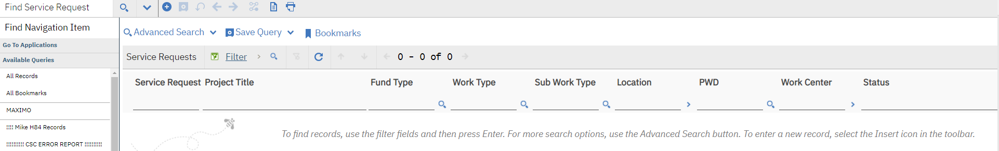 Find Service Request
Find Navigation Item
Go To Applications
Available Queries
All Records
All Bookmarks
MAXIMO
!!!! Mike H84 Records
!!!!!!!!!! CSC ERROR REPORT !!!!!!!!!!
Advanced Search Save Query Bookmarks
Service Requests Filter 0 - 0 of 0
Service Request Project Title Fund Type Work Type Sub Work Type Location PWD Work Center Status
To find records, use the filter fields and then press Enter. For more search options, use the Advanced Search button. To enter a new record, select the Insert icon in the toolbar.